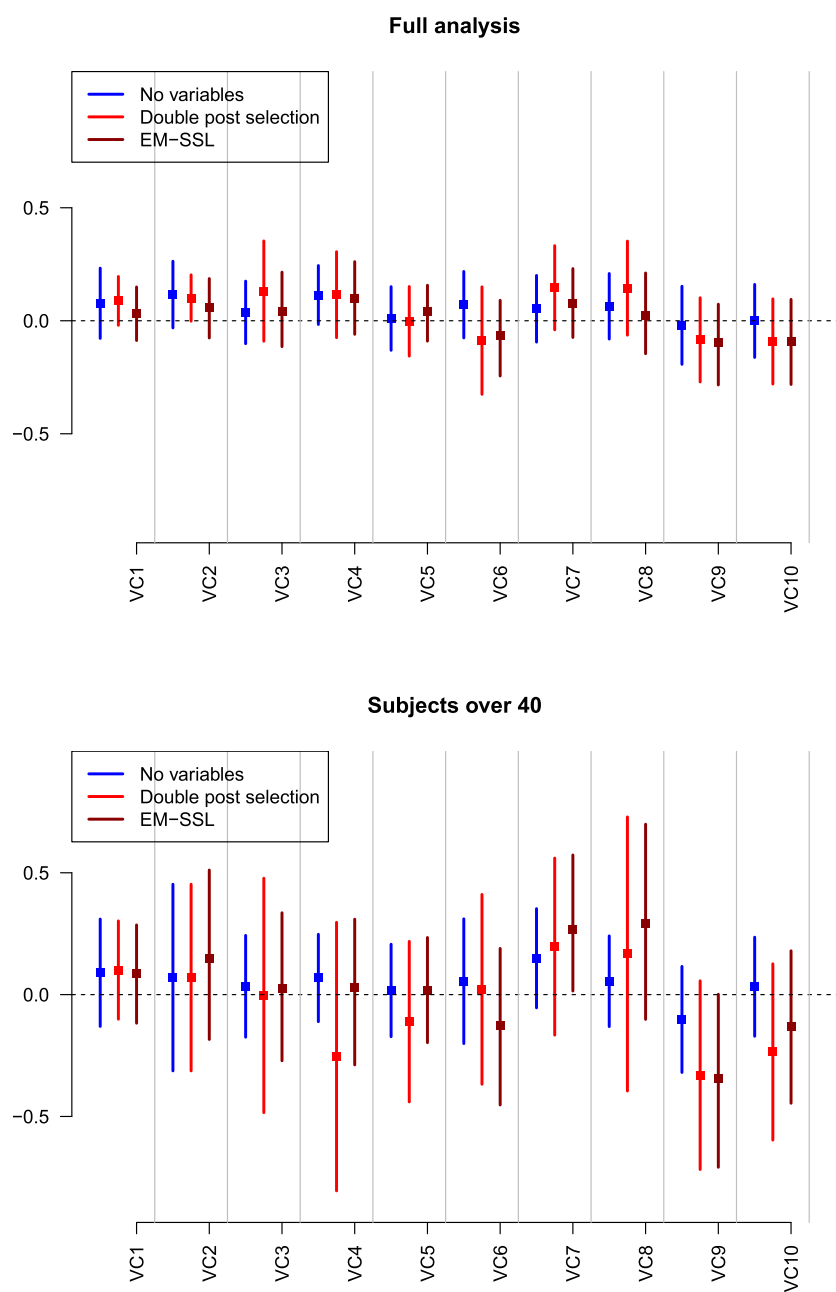 Full analysis
No variables
Double post selection
EM−SSL
0.5
0.0
−0.5
VC1
VC2
VC3
VC4
VC5
VC6
VC7
VC8
VC9
VC10
Subjects over 40
No variables
Double post selection
EM−SSL
0.5
0.0
−0.5
VC1
VC2
VC3
VC4
VC5
VC6
VC7
VC8
VC9
VC10